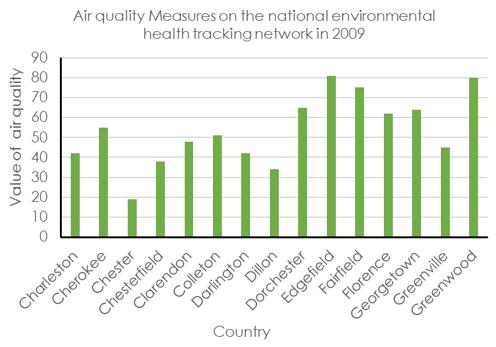 Air quality Measures on the national environmental
health tracking network in 2009
Value of  air quality
90
80
70
60
50
40
30
20
10
0
Charleston
Cherokee
Chester
Chesterfield
Clarendon
Colleton
Darlington
Dillon
Dorchester
Edgefield
Fairfield
Florence
Georgetown
Greenville
Greenwood
Country